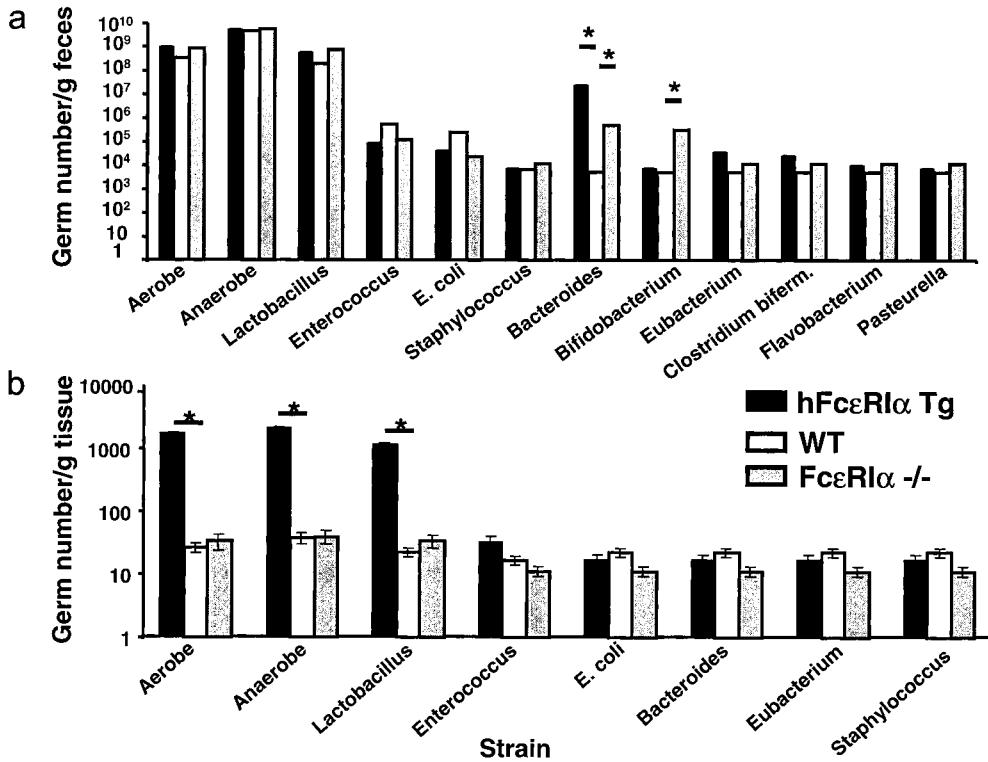 a
Germ number/g feces
10^10
10^9
10^8
10^7
10^6
10^5
10^4
10^3
10^2
10
1
* * *
Aerobe
Anaerobe
Lactobacillus
Enterococcus
E. coli
Staphylococcus
Bacteroides
Bifidobacterium
Eubacterium
Clostridium biferm.
Flavobacterium
Pasteurella
b
Germ number/g tissue
10000
1000
100
10
1
* * *
hFcεRIα Tg
WT
FcεRIα -/-
Aerobe
Anaerobe
Lactobacillus
Enterococcus
E. coli
Bacteroides
Eubacterium
Staphylococcus
Strain